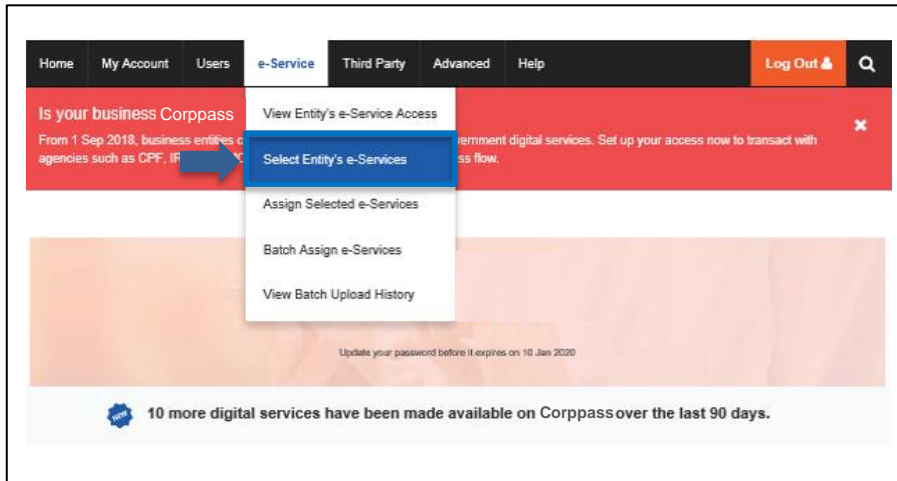 Home My Account Users e-Service Third Party Advanced Help Log Out
Is your business Corppass
View Entity's e-Service Access
From 1 Sep 2018, business entities
vernment digital services. Set up your access now to transact with
agencies such as CPF,
Select Entity's e-Services
ss flow.
Assign Selected e-Services
Batch Assign e-Services
View Batch Upload History
Update your password before it expires on 10 Jan 2020
NEW 10 more digital services have been made available on Corppass over the last 90 days.